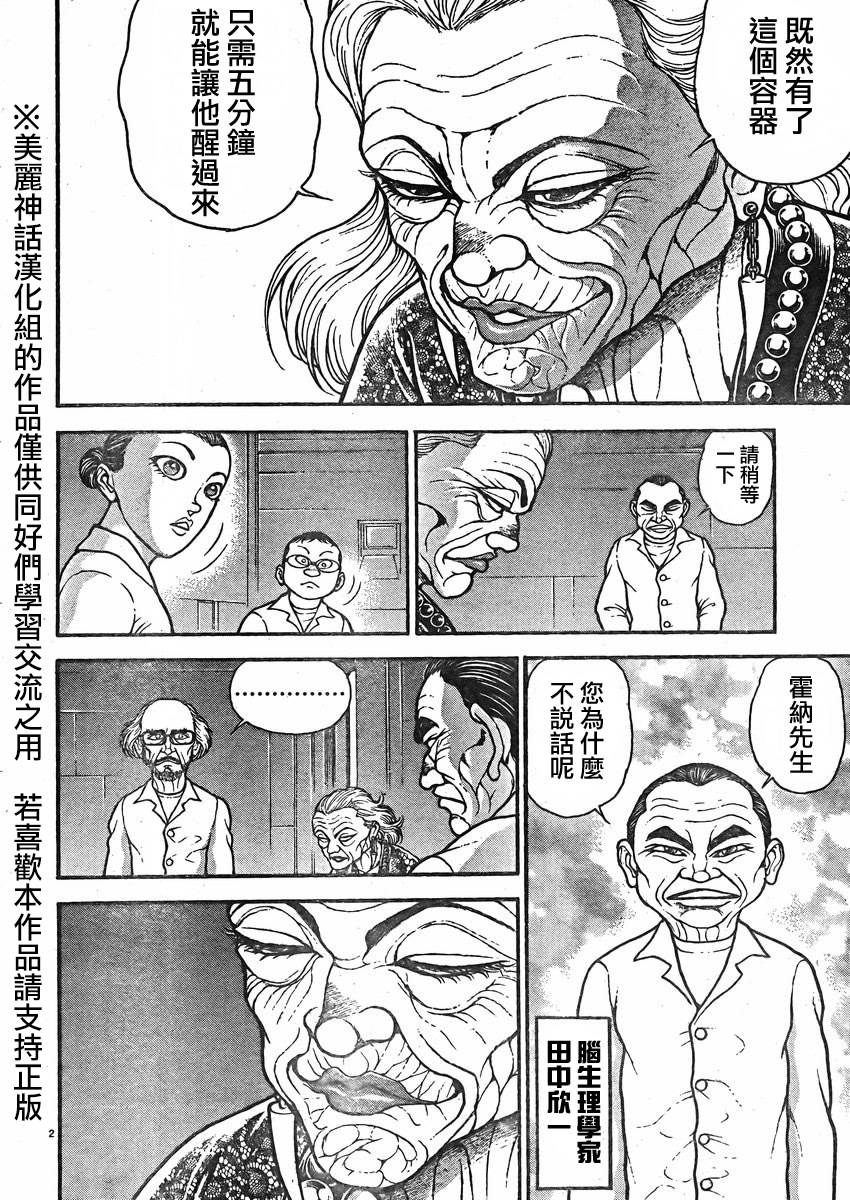 既然有了
這個容器
只需五分鐘
就能讓他醒過來
請稍等
一下
霍納先生
您為什麼
不説話呢
腦生理學家
田中欣一
………………
※美麗神話漢化組的作品僅供同好們學習交流之用 若喜歡本作品請支持正版
2